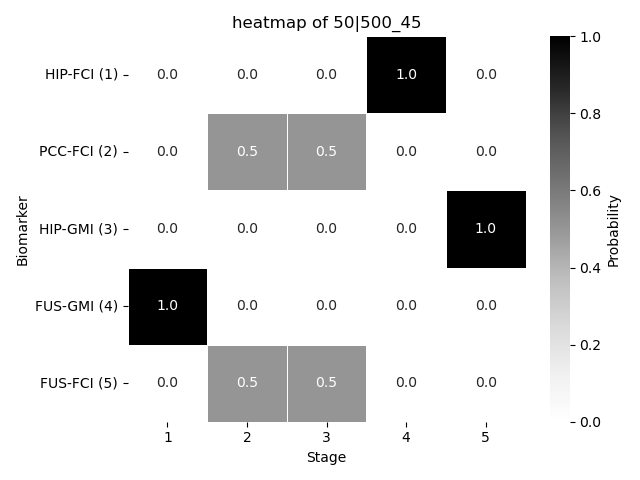 heatmap of 50|500_45
HIP-FCI (1) 0.0 0.0 0.0 1.0 0.0
PCC-FCI (2) 0.0 0.5 0.5 0.0 0.0
HIP-GMI (3) 0.0 0.0 0.0 0.0 1.0
FUS-GMI (4) 1.0 0.0 0.0 0.0 0.0
FUS-FCI (5) 0.0 0.5 0.5 0.0 0.0
1 2 3 4 5
Stage
Biomarker
1.0
0.8
0.6
0.4
0.2
0.0
Probability